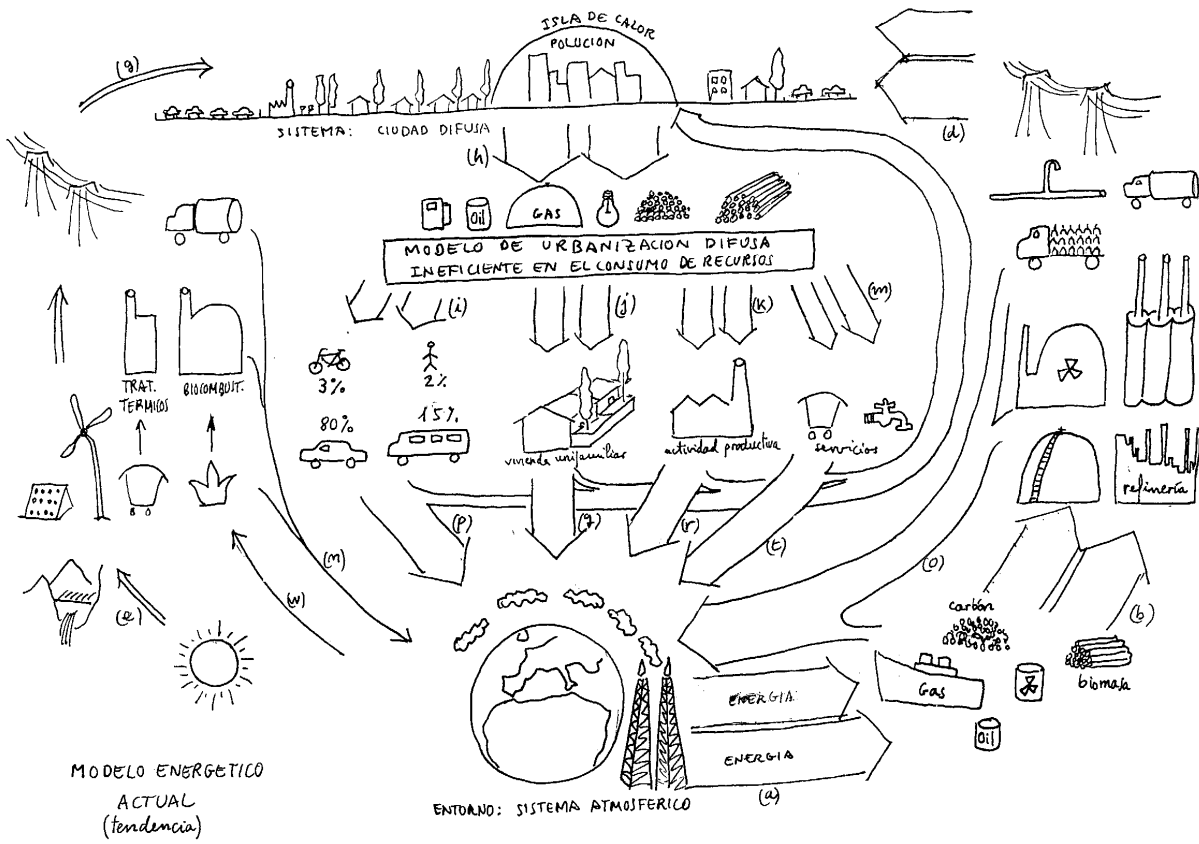 ISLA DE CALOR
POLUCION
(g)
SISTEMA: CIUDAD DIFUSA
(d)
(h)
Oil
GAS
MODELO DE URBANIZACION DIFUSA
INEFICIENTE EN EL CONSUMO DE RECURSOS
(i)
(j)
(k)
(m)
3%
2%
80%
15%
TRAT.
TERMICOS
BIOCOMBUST.
vivienda unifamiliar
actividad productiva
servicios
refinería
(p)
(q)
(r)
(t)
(n)
(w)
(o)
(e)
(b)
carbón
Gas
biomasa
Oil
ENERGIA
ENERGIA
(a)
MODELO ENERGETICO
ACTUAL
(tendencia)
ENTORNO: SISTEMA ATMOSFERICO